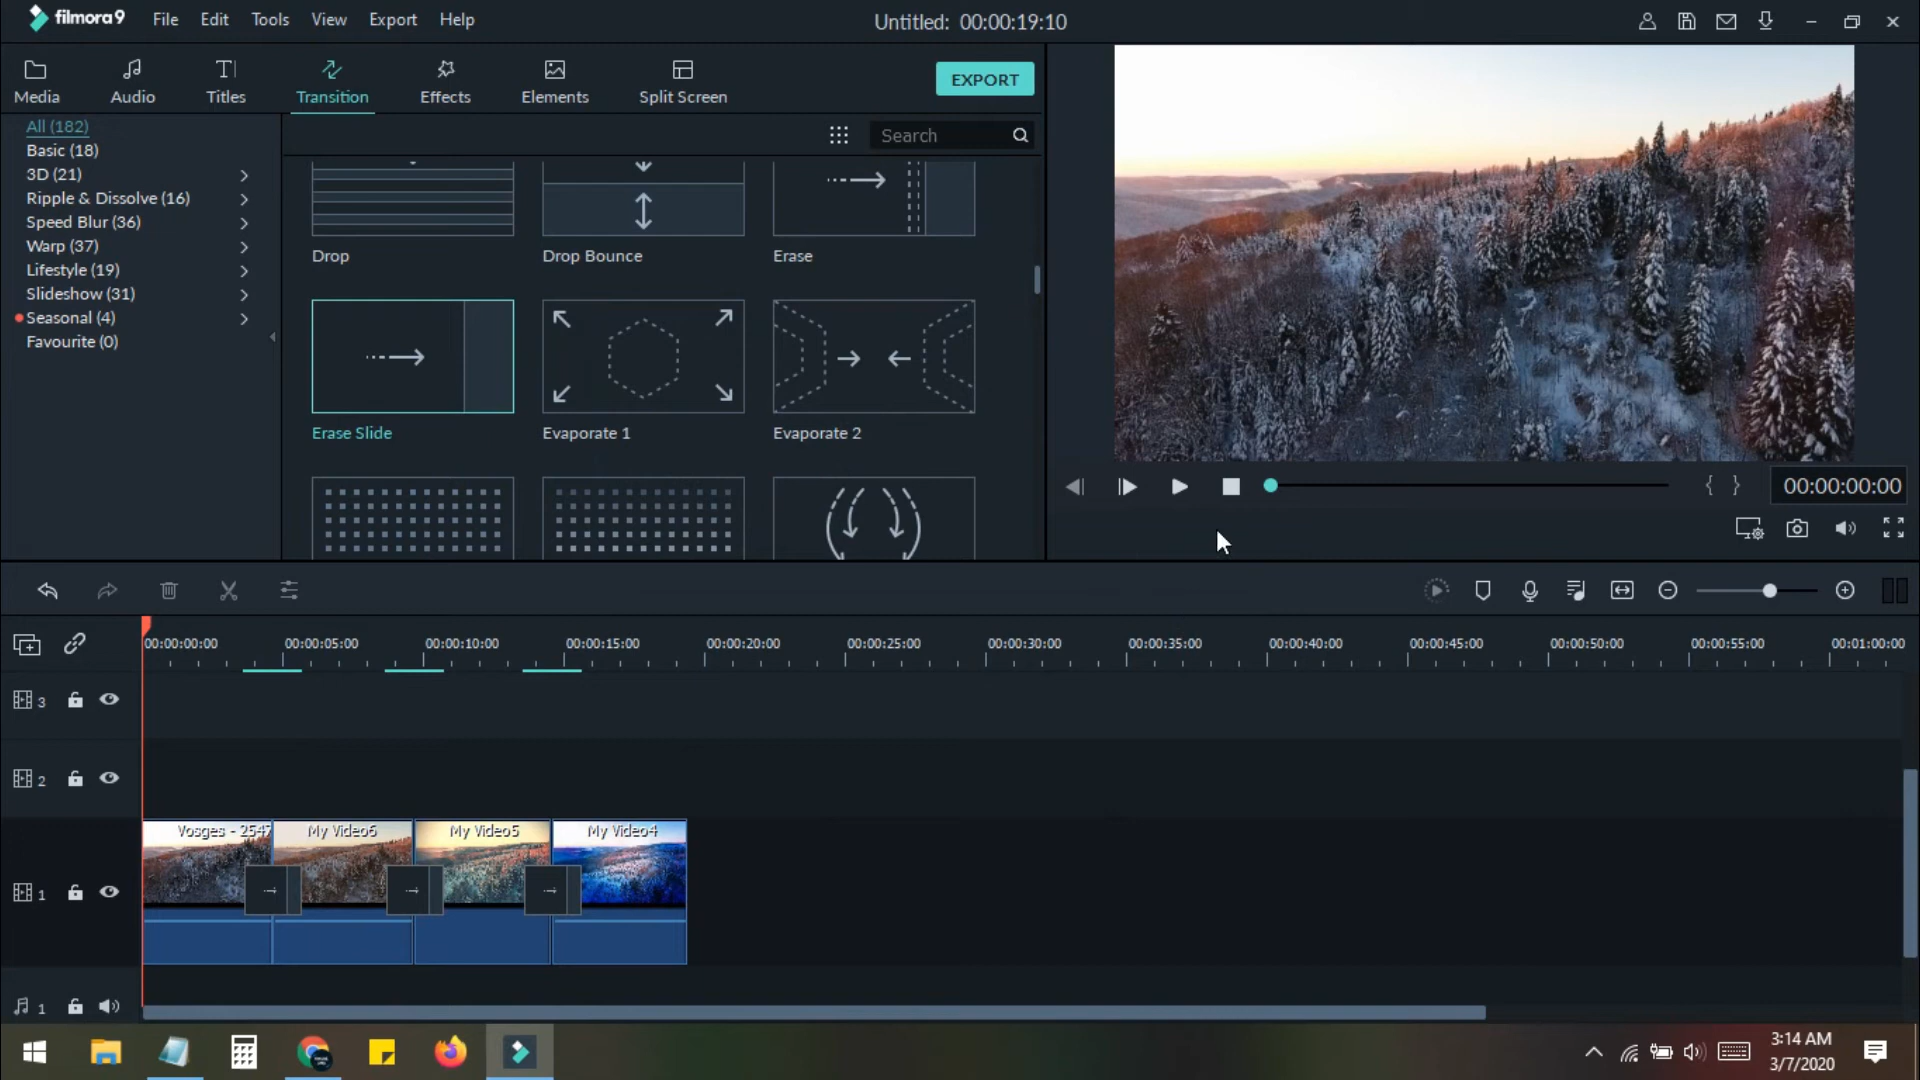 filmora9 File Edit Tools View Export Help
Untitled: 00:00:19:10
Media Audio Titles Transition Effects Elements Split Screen
EXPORT
All (182)
Basic (18)
3D (21)
Ripple & Dissolve (16)
Speed Blur (36)
Warp (37)
Lifestyle (19)
Slideshow (31)
Seasonal (4)
Favourite (0)
Search
Drop Drop Bounce Erase
Erase Slide Evaporate 1 Evaporate 2
{ } 00:00:00:00
00:00:00:00 00:00:05:00 00:00:10:00 00:00:15:00 00:00:20:00 00:00:25:00 00:00:30:00 00:00:35:00 00:00:40:00 00:00:45:00 00:00:50:00 00:00:55:00 00:01:00:00
3
2
Vosges - 2547 My Video6 My Video5 My Video4
1
1
3:14 AM
3/7/2020